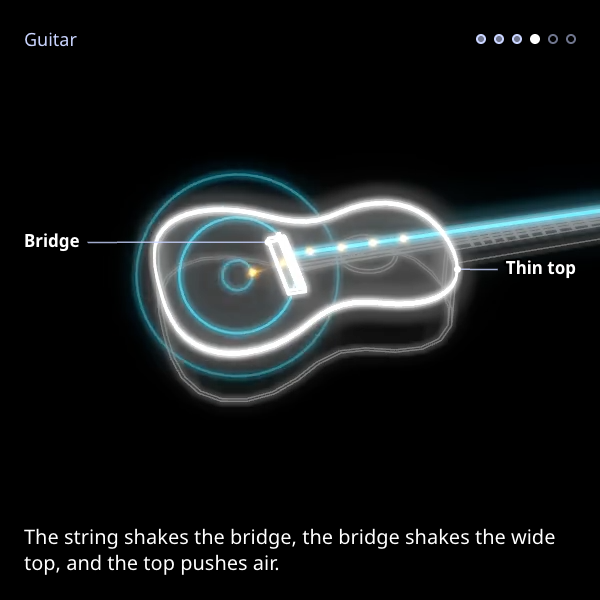 Guitar
Bridge
Thin top
The string shakes the bridge, the bridge shakes the wide
top, and the top pushes air.